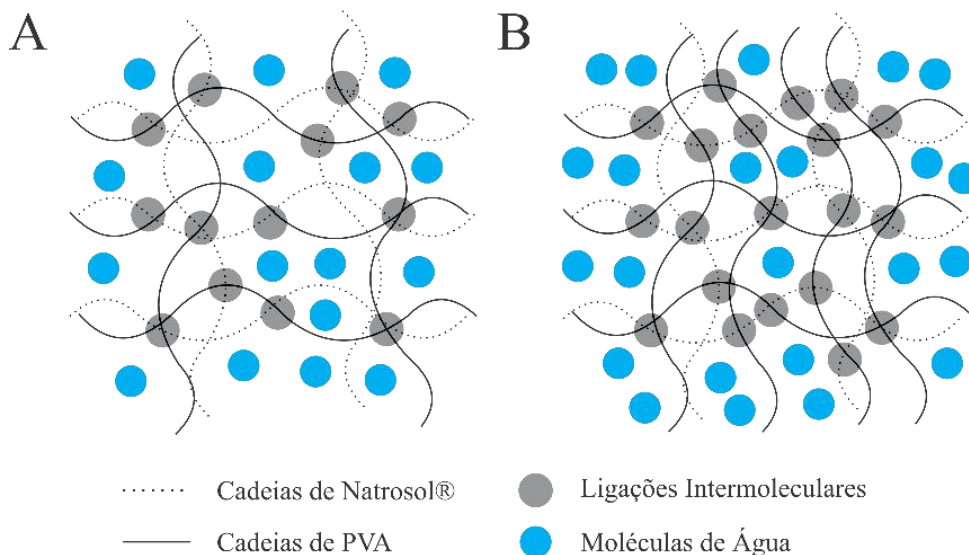 A
B
Cadeias de Natrosol®
Ligações Intermoleculares
Cadeias de PVA
Moléculas de Água